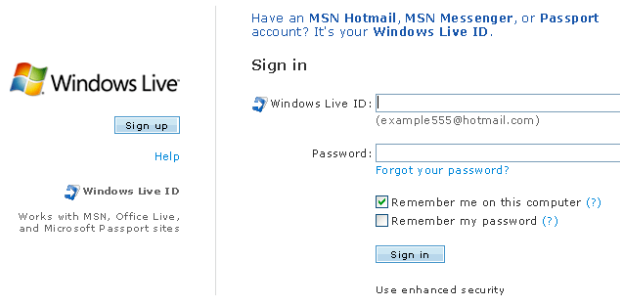 Windows Live
Sign up
Help
Windows Live ID
Works with MSN, Office Live,
and Microsoft Passport sites
Have an MSN Hotmail, MSN Messenger, or Passport
account? It's your Windows Live ID.
Sign in
Windows Live ID:
(example555@hotmail.com)
Password:
Forgot your password?
Remember me on this computer (?)
Remember my password (?)
Sign in
Use enhanced security